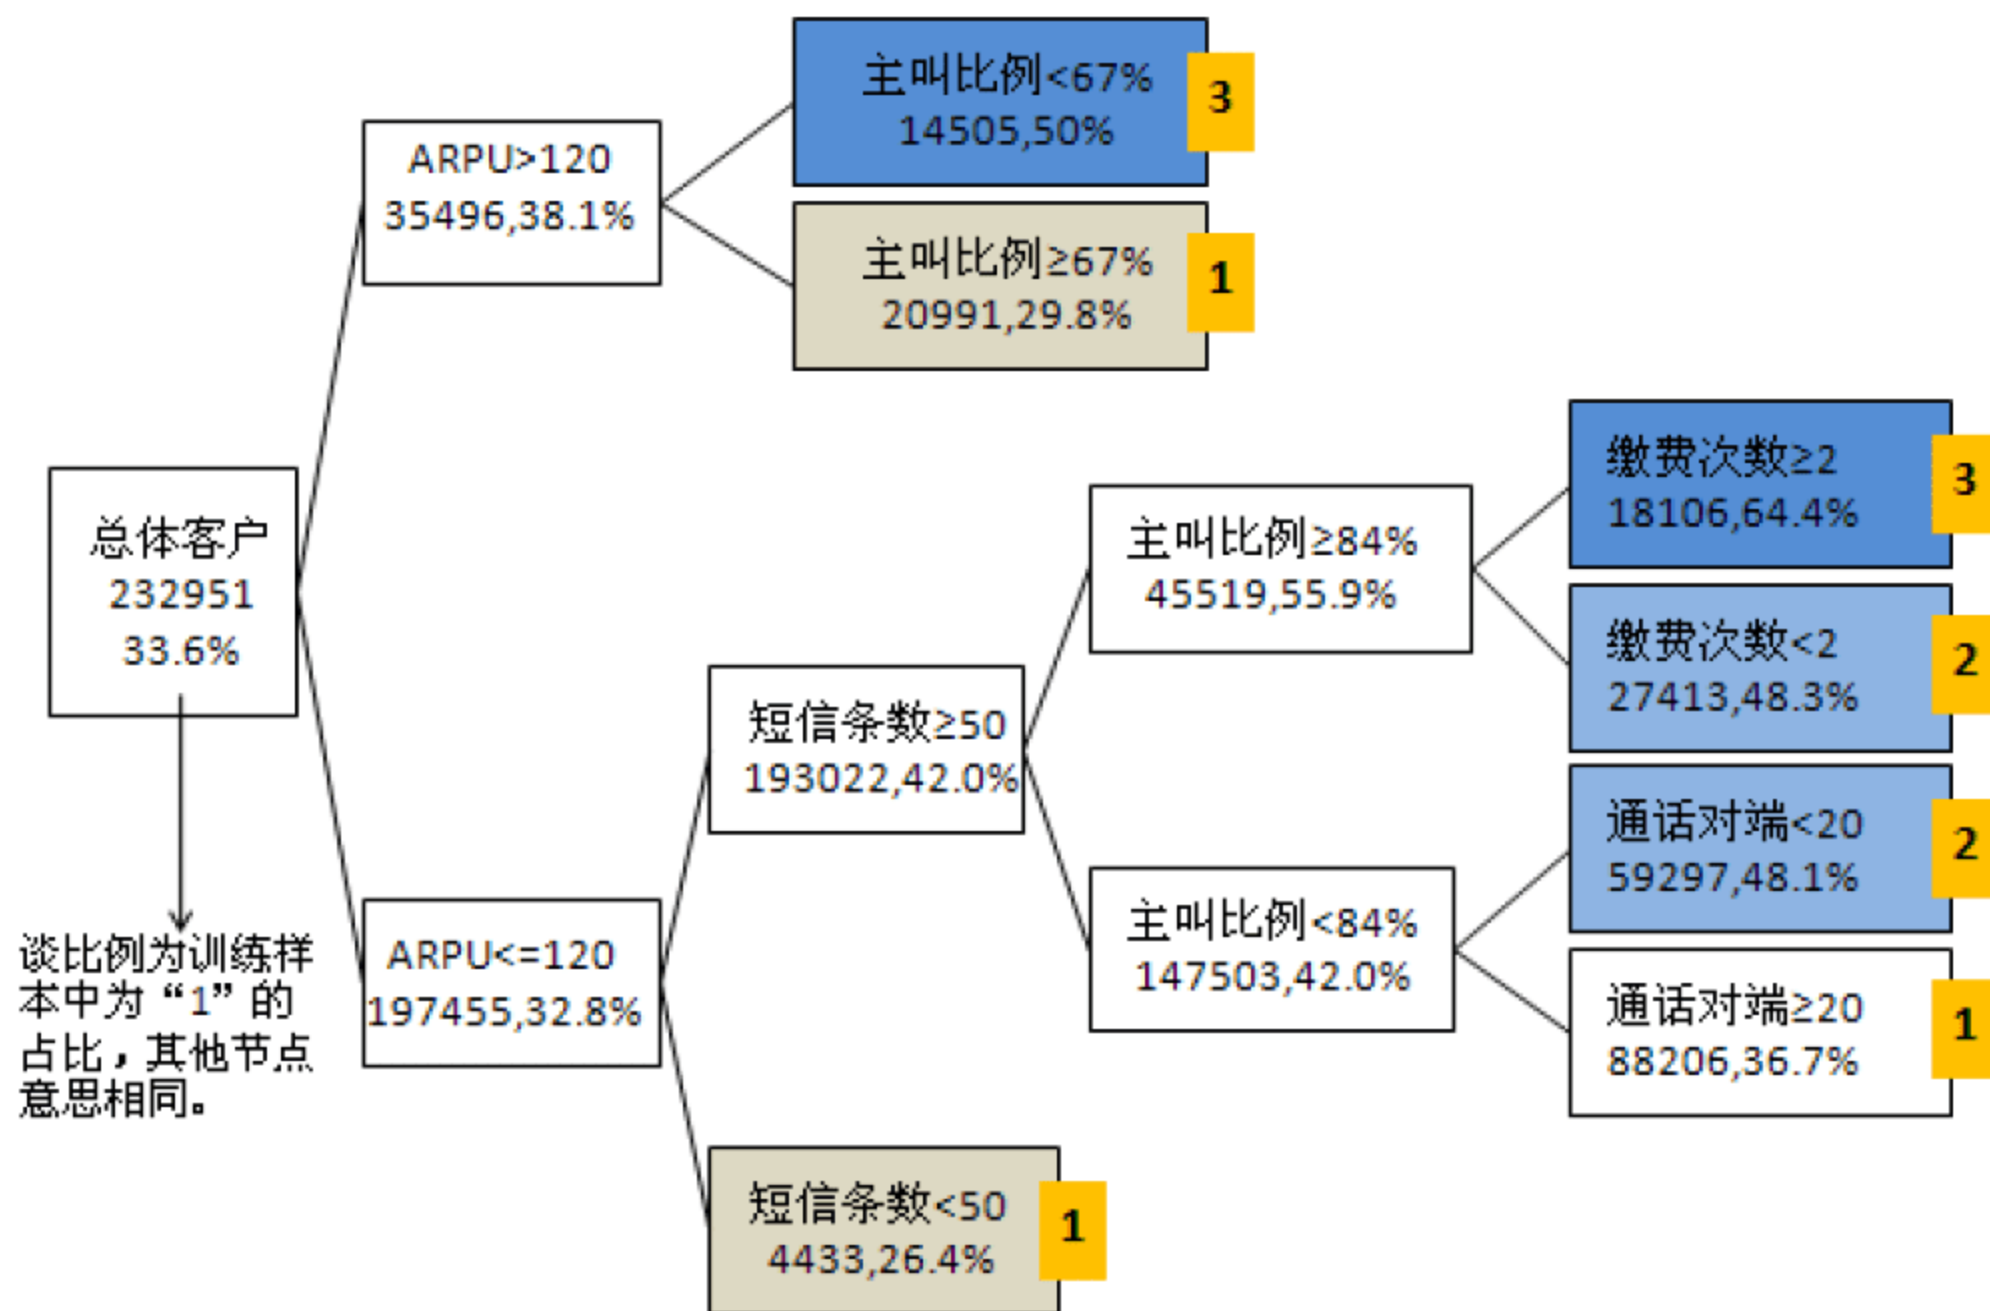 主叫比例<67%
14505,50%
3
ARPU>120
35496,38.1%
主叫比例≥67%
20991,29.8%
1
总体客户
232951
33.6%
谈比例为训练样
本中为“1”的
占比，其他节点
意思相同。
ARPU<=120
197455,32.8%
短信条数≥50
193022,42.0%
短信条数<50
4433,26.4%
1
主叫比例≥84%
45519,55.9%
主叫比例<84%
147503,42.0%
缴费次数≥2
18106,64.4%
3
缴费次数<2
27413,48.3%
2
通话对端<20
59297,48.1%
2
通话对端≥20
88206,36.7%
1